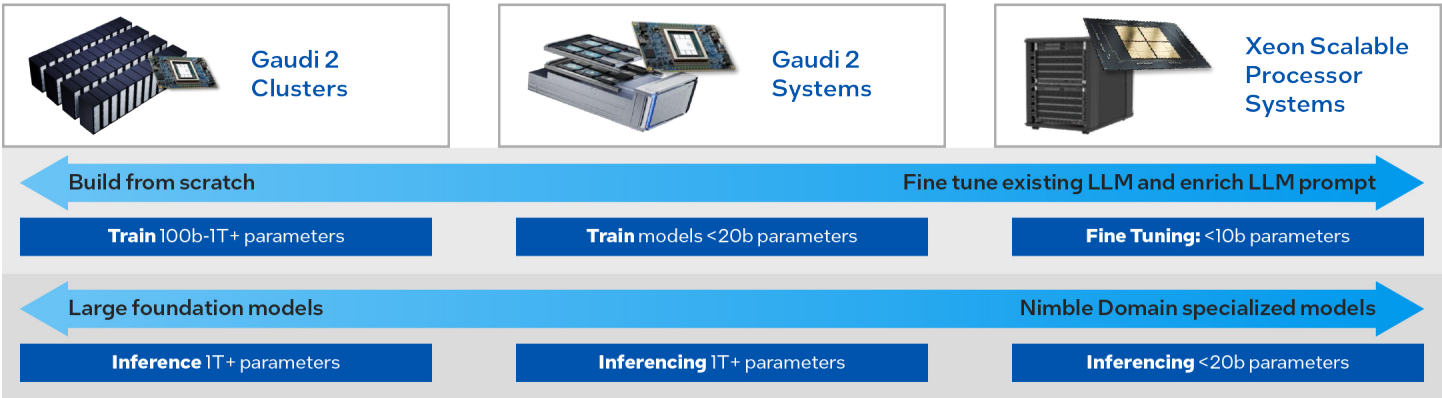 Gaudi 2
Clusters
Gaudi 2
Systems
Xeon Scalable
Processor
Systems
Build from scratch
Fine tune existing LLM and enrich LLM prompt
Train 100b-1T+ parameters
Train models <20b parameters
Fine Tuning: <10b parameters
Large foundation models
Nimble Domain specialized models
Inference 1T+ parameters
Inferencing 1T+ parameters
Inferencing <20b parameters